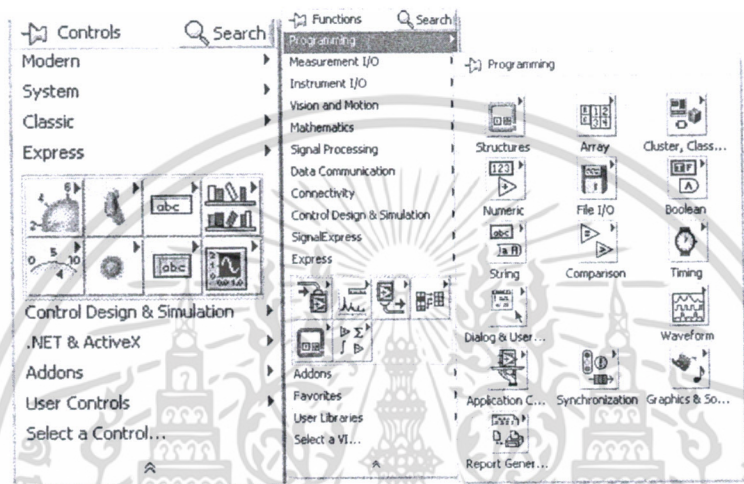 Controls Search
Modern
System
Classic
Express
Control Design & Simulation
.NET & ActiveX
Addons
User Controls
Select a Control...
Functions Search
Programming
Measurement I/O
Instrument I/O
Vision and Motion
Mathematics
Signal Processing
Data Communication
Connectivity
Control Design & Simulation
SignalExpress
Express
Addons
Favorites
User Libraries
Select a VI...
Programming
Structures Array Cluster, Class...
Numeric File I/O Boolean
String Comparison Timing
Dialog & User... Waveform
Application C... Synchronization Graphics & So...
Report Gener...